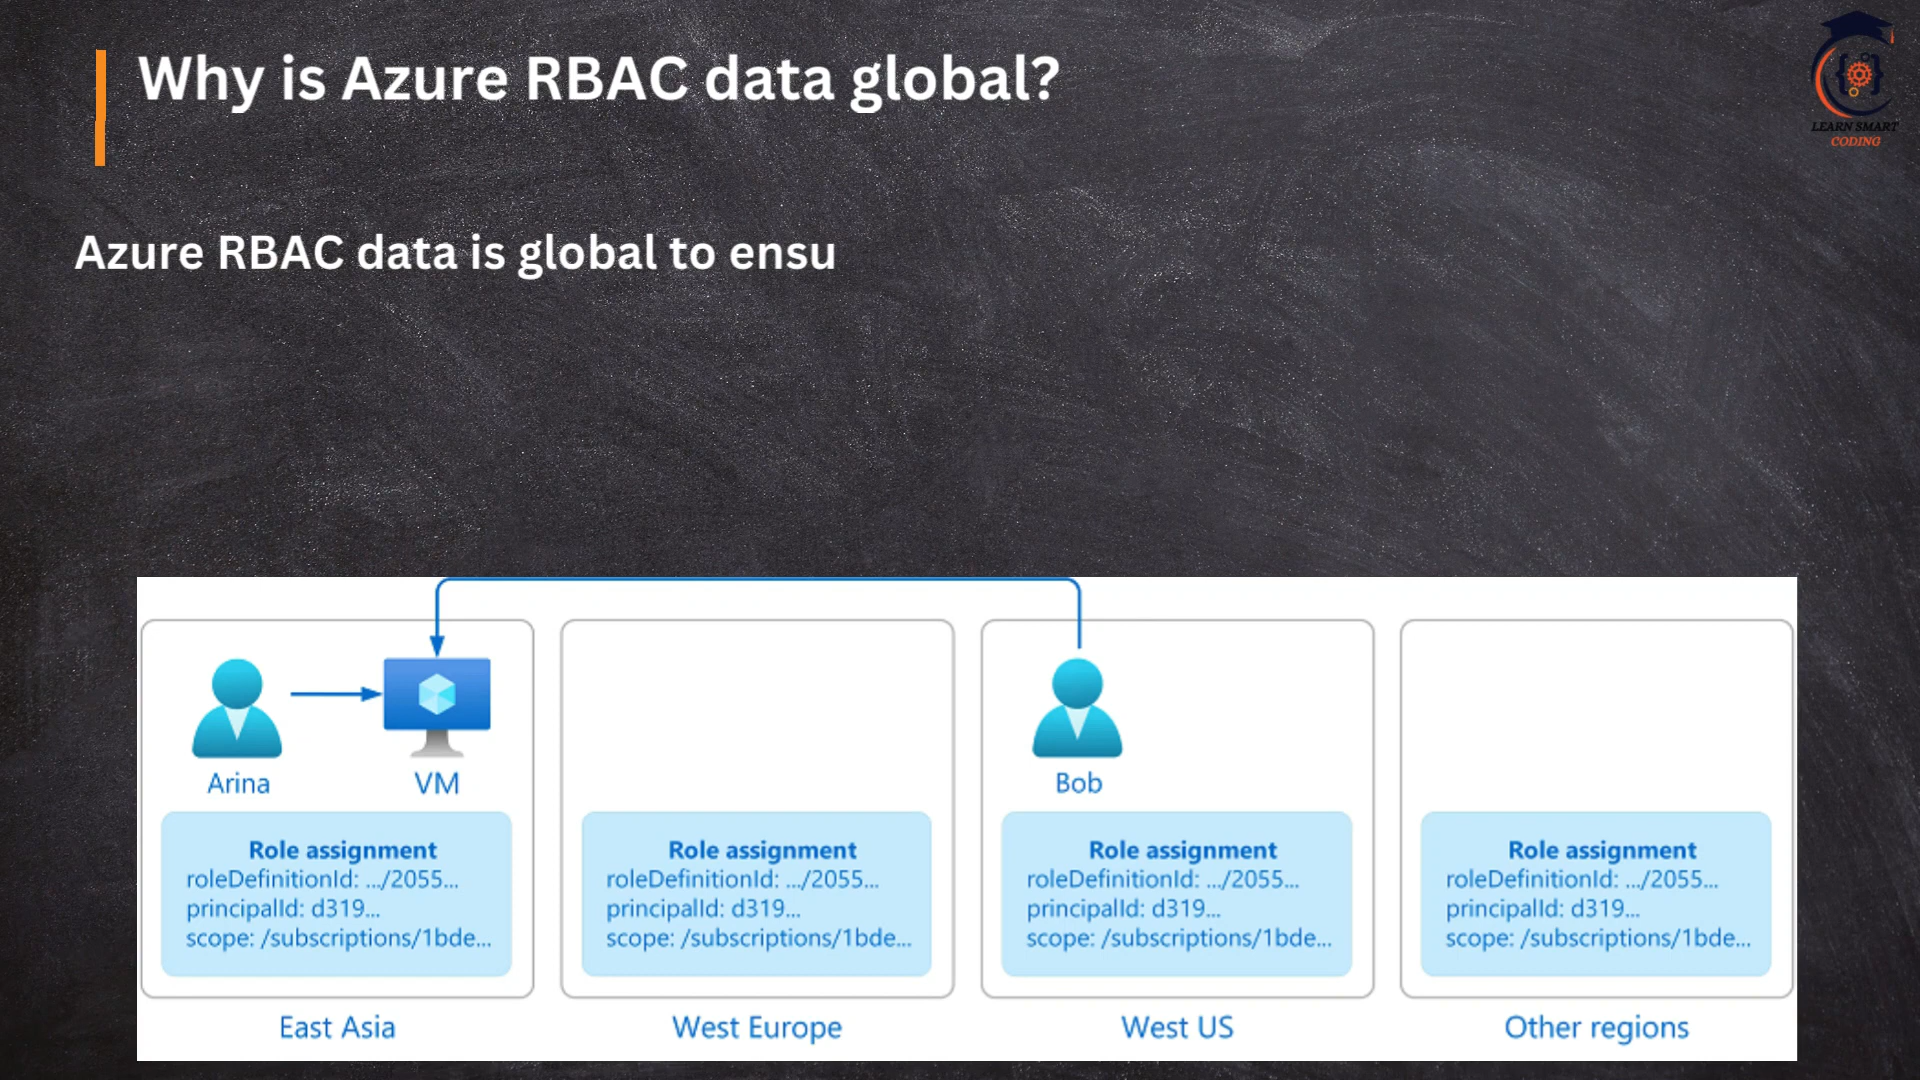 Why is Azure RBAC data global?
LEARN SMART
CODING
Azure RBAC data is global to ensu
Arina
VM
Bob
Role assignment
roleDefinitionId: .../2055...
principalId: d319...
scope: /subscriptions/1bde...
Role assignment
roleDefinitionId: .../2055...
principalId: d319...
scope: /subscriptions/1bde...
Role assignment
roleDefinitionId: .../2055...
principalId: d319...
scope: /subscriptions/1bde...
Role assignment
roleDefinitionId: .../2055...
principalId: d319...
scope: /subscriptions/1bde...
East Asia
West Europe
West US
Other regions